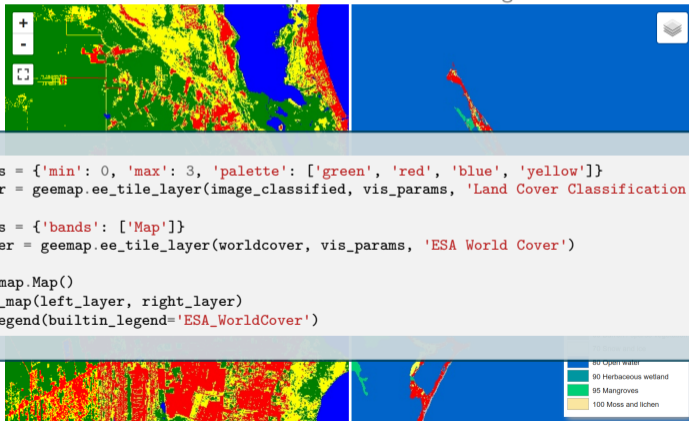 +
-
s = {'min': 0, 'max': 3, 'palette': ['green', 'red', 'blue', 'yellow']}
r = geemap.ee_tile_layer(image_classified, vis_params, 'Land Cover Classification
s = {'bands': ['Map']}
er = geemap.ee_tile_layer(worldcover, vis_params, 'ESA World Cover')
map.Map()
_map(left_layer, right_layer)
egend(builtin_legend='ESA_WorldCover')
80 Open water
90 Herbaceous wetland
95 Mangroves
100 Moss and lichen